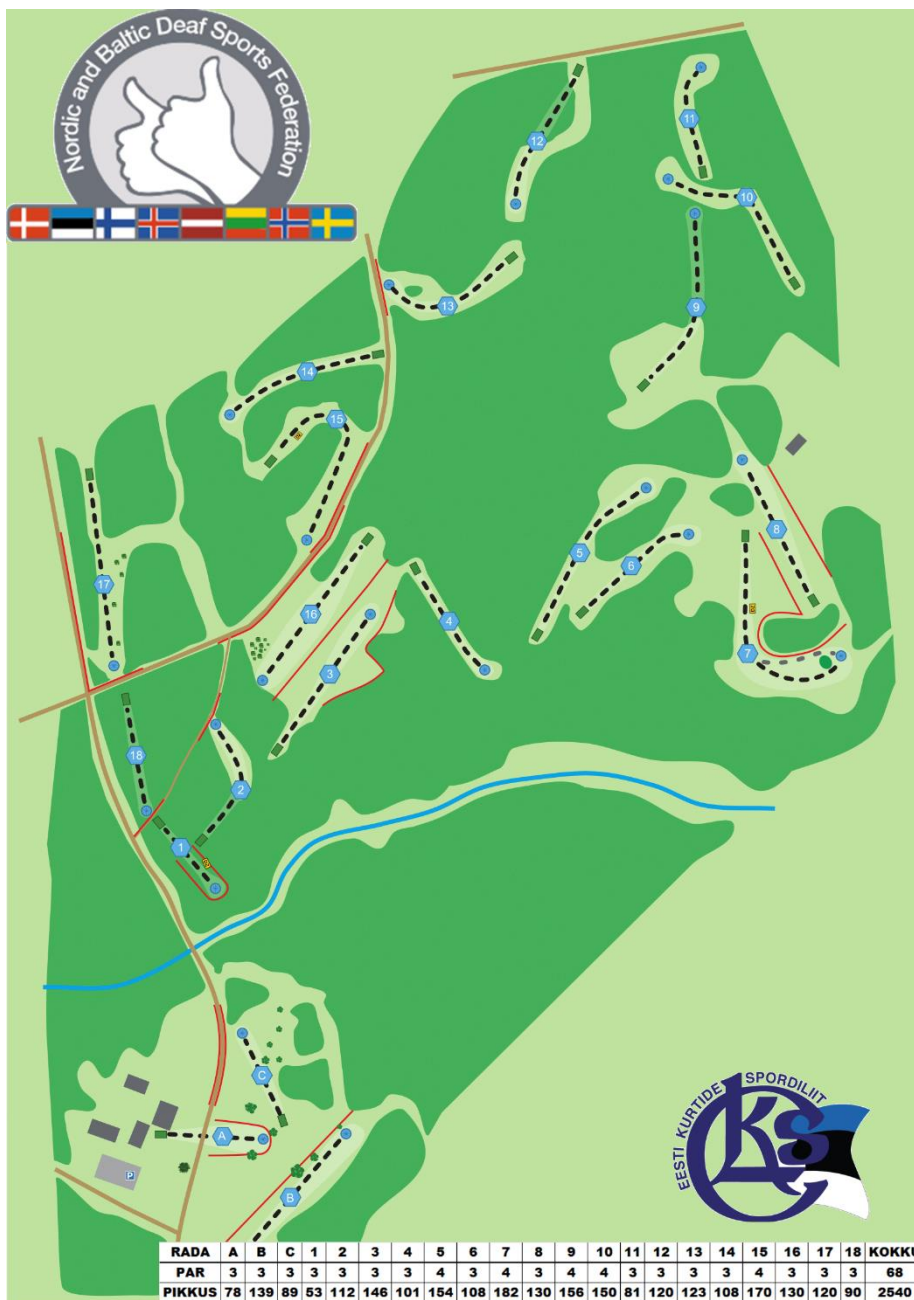 Nordic and Baltic Deaf Sports Federation
11
12
10
13
9
14
15
5
8
6
17
16
4
7
3
18
2
1
C
A
P
B
EESTI KURTIDE SPORDILIIT
EKSL
RADA A B C 1 2 3 4 5 6 7 8 9 10 11 12 13 14 15 16 17 18 KOKKU
PAR 3 3 3 3 3 3 3 4 3 4 3 4 4 3 3 3 3 4 3 3 3 68
PIKKUS 78 139 89 53 112 146 101 154 108 182 130 156 150 81 120 123 108 170 130 120 90 2540